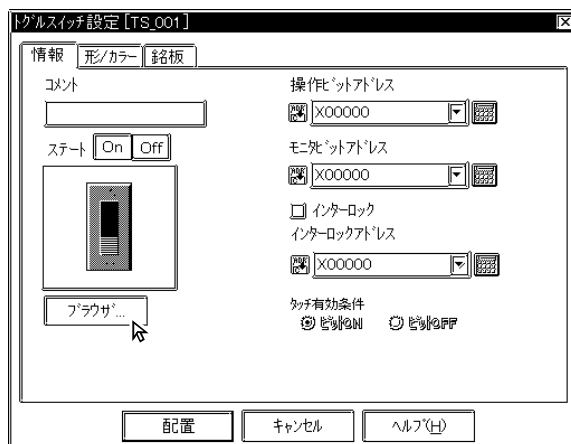 トグルスイッチ設定 [TS_001]
情報 形/カラー 銘板
コメント
ステート On Off
ブラウザ...
操作ビットアドレス
X00000
モニタビットアドレス
X00000
インターロック
インターロックアドレス
X00000
タッチ有効条件
ビットON ビットOFF
配置 キャンセル ヘルプ(H)